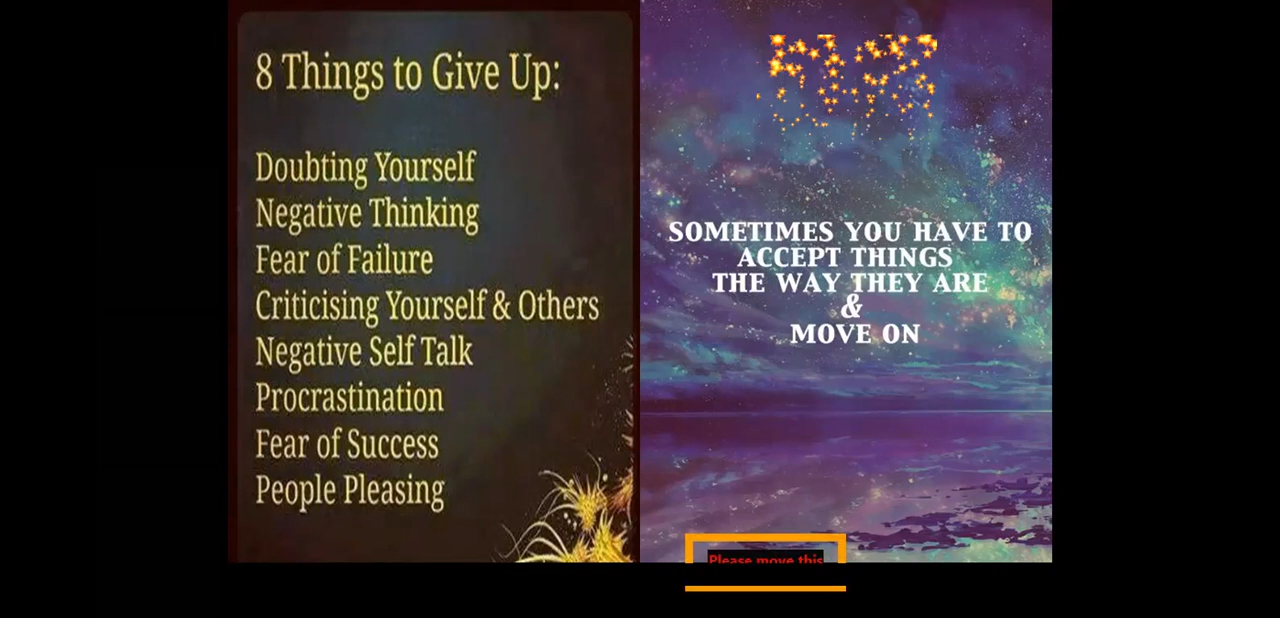 8 Things to Give Up:
Doubting Yourself
Negative Thinking
Fear of Failure
Criticising Yourself & Others
Negative Self Talk
Procrastination
Fear of Success
People Pleasing
SOMETIMES YOU HAVE TO
ACCEPT THINGS
THE WAY THEY ARE
&
MOVE ON
Please move this